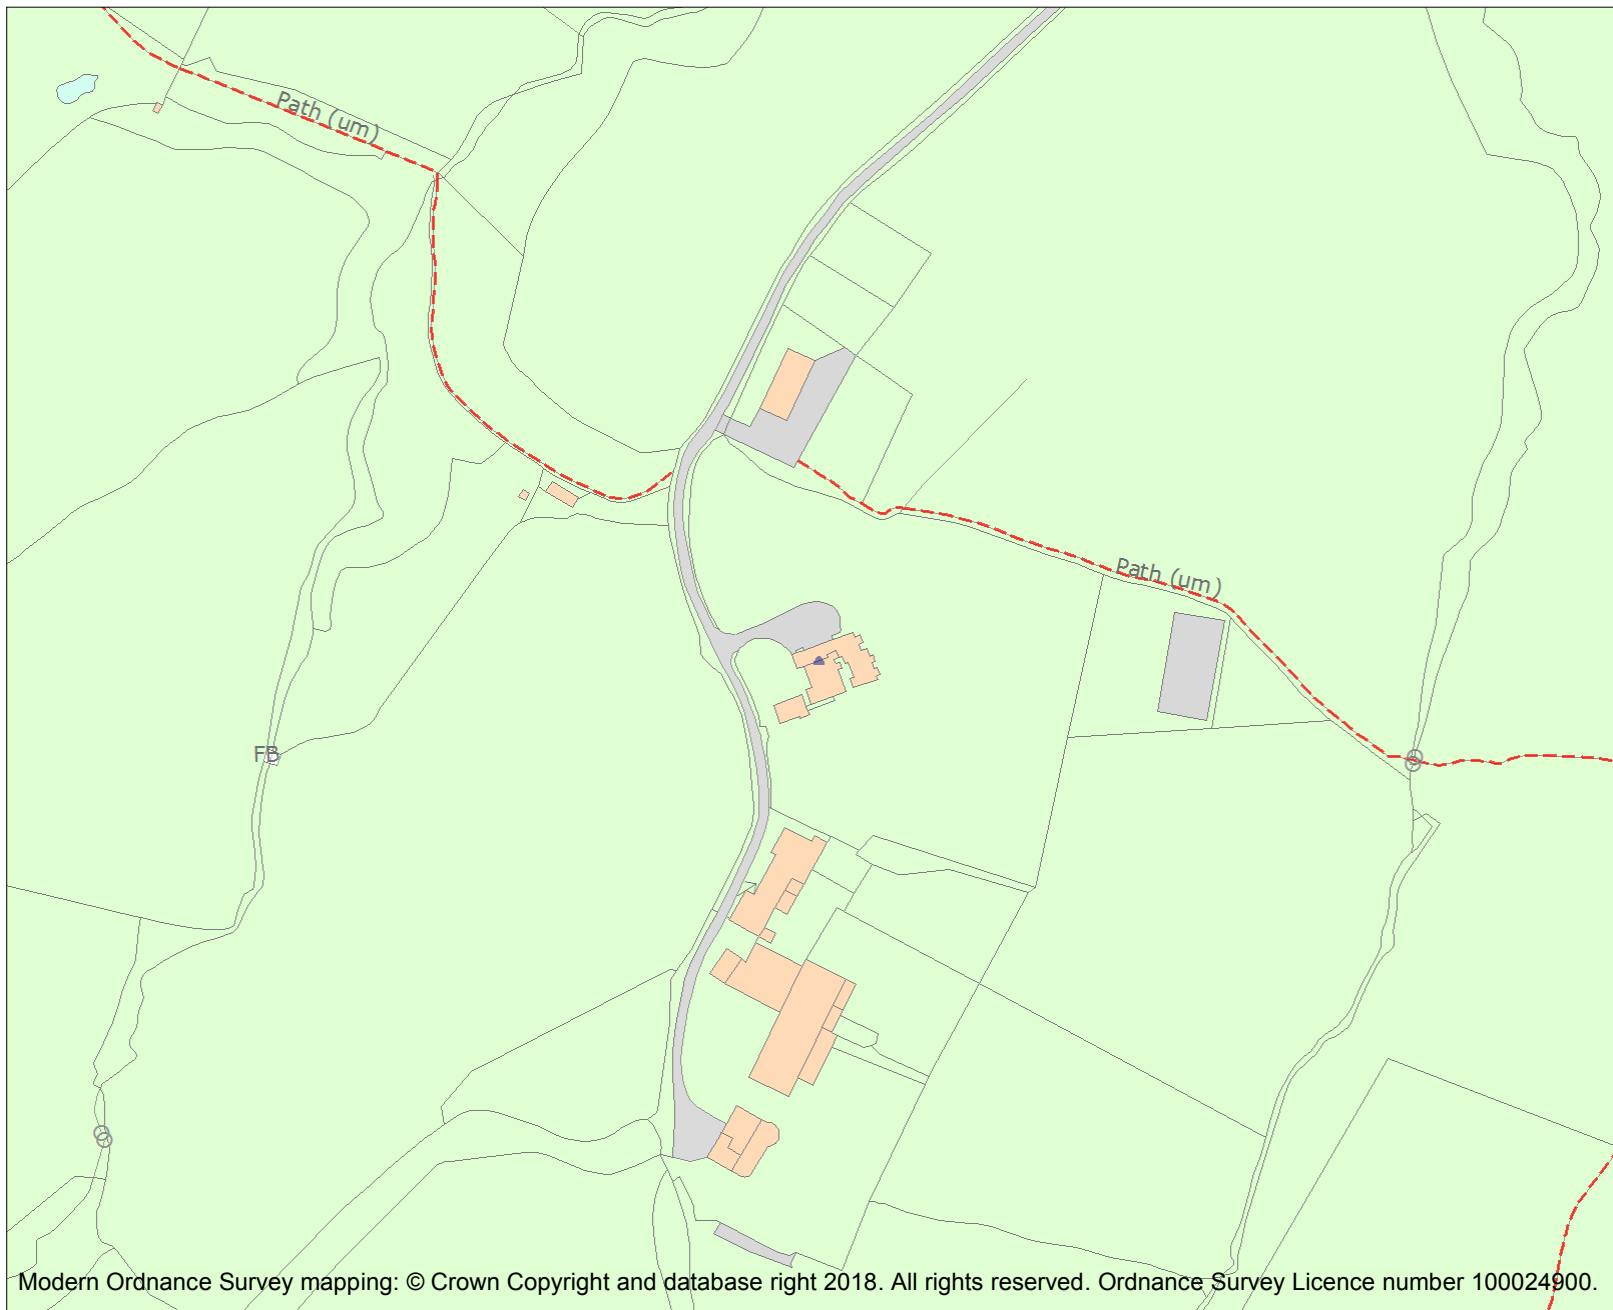 Path (um)
Path (um)
FB
Modern Ordnance Survey mapping: © Crown Copyright and database right 2018. All rights reserved. Ordnance Survey Licence number 100024900.